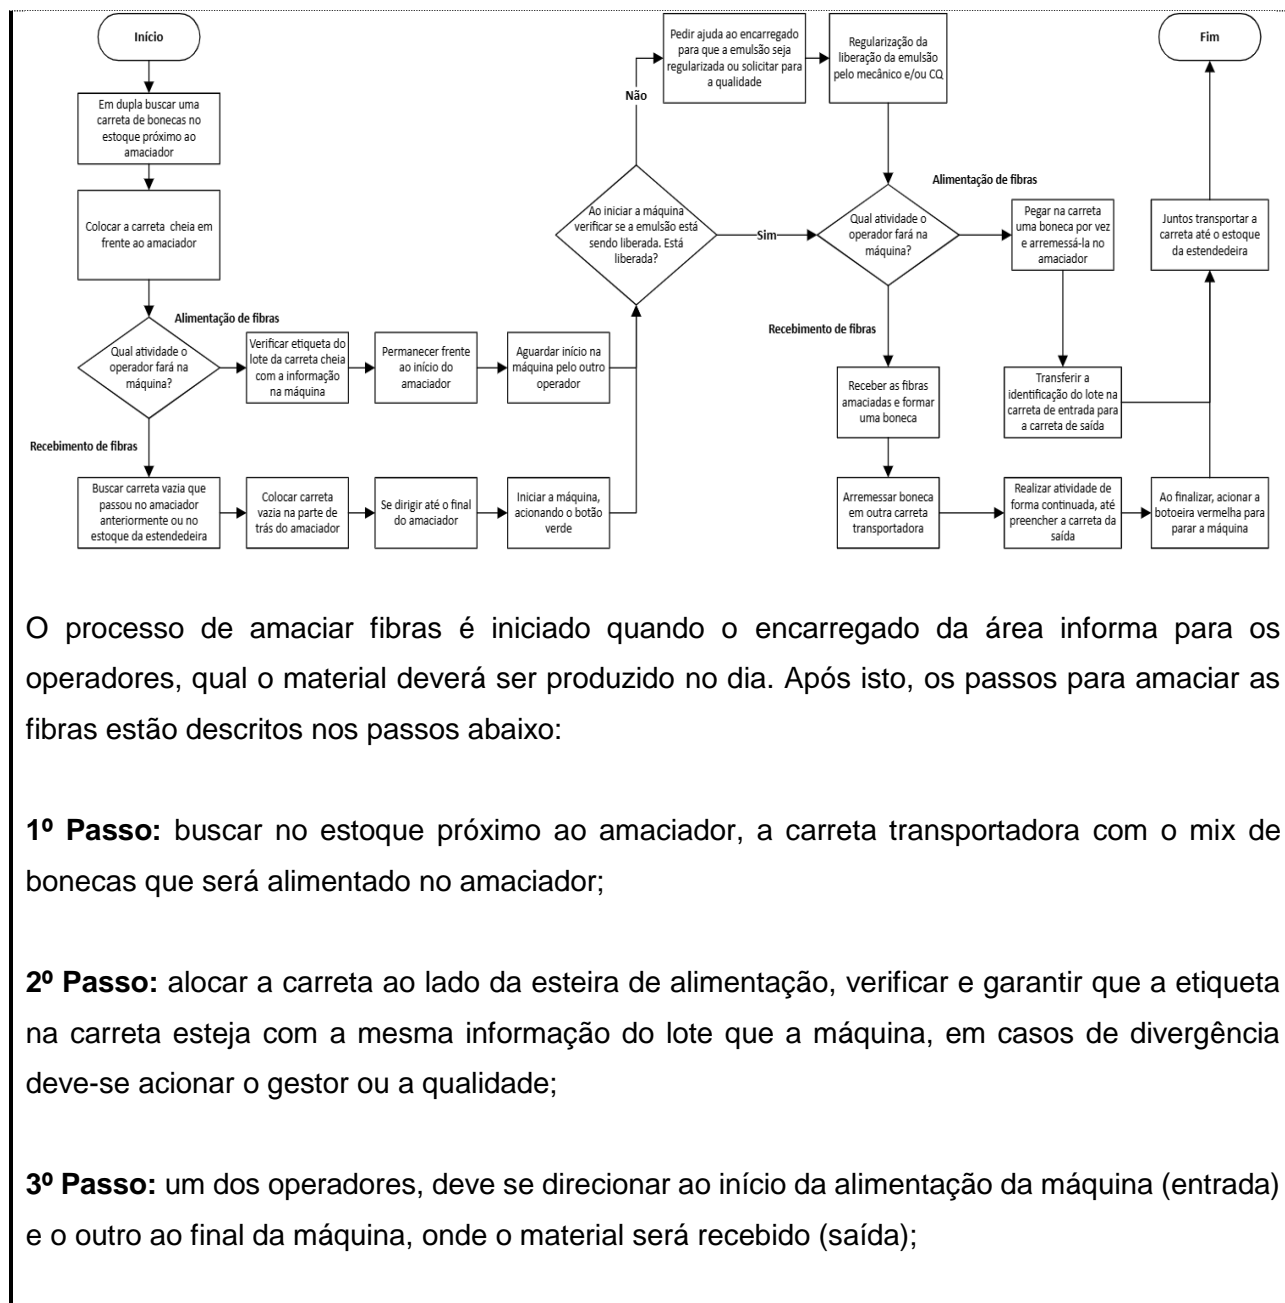 Início
Em dupla buscar uma
carreta de bonecas no
estoque próximo ao
amaciador
Colocar a carreta cheia em
frente ao amaciador
Qual atividade o
operador fará na
máquina?
Alimentação de fibras
Verificar etiqueta do
lote da carreta cheia
com a informação
na máquina
Permanecer frente
ao início do
amaciador
Aguardar início na
máquina pelo outro
operador
Recebimento de fibras
Buscar carreta vazia que
passou no amaciador
anteriormente ou no
estoque da estendedeira
Colocar carreta
vazia na parte de
trás do amaciador
Se dirigir até o final
do amaciador
Iniciar a máquina,
acionando o botão
verde
Ao iniciar a máquina
verificar se a emulsão está
sendo liberada. Está
liberada?
Não
Pedir ajuda ao encarregado
para que a emulsão seja
regularizada ou solicitar para
a qualidade
Regularização da
liberação da emulsão
pelo mecânico e/ou CQ
Sim
Qual atividade o
operador fará na
máquina?
Alimentação de fibras
Pegar na carreta
uma boneca por vez
e arremessá-la no
amaciador
Transferir a
identificação do lote na
carreta de entrada para
a carreta de saída
Recebimento de fibras
Receber as fibras
amaciadas e formar
uma boneca
Arremessar boneca
em outra carreta
transportadora
Realizar atividade de
forma continuada, até
preencher a carreta da
saída
Ao finalizar, acionar a
botoeira vermelha para
parar a máquina
Juntos transportar a
carreta até o estoque
da estendedeira
Fim
O processo de amaciar fibras é iniciado quando o encarregado da área informa para os
operadores, qual o material deverá ser produzido no dia. Após isto, os passos para amaciar as
fibras estão descritos nos passos abaixo:
1º Passo: buscar no estoque próximo ao amaciador, a carreta transportadora com o mix de
bonecas que será alimentado no amaciador;
2º Passo: alocar a carreta ao lado da esteira de alimentação, verificar e garantir que a etiqueta
na carreta esteja com a mesma informação do lote que a máquina, em casos de divergência
deve-se acionar o gestor ou a qualidade;
3º Passo: um dos operadores, deve se direcionar ao início da alimentação da máquina (entrada)
e o outro ao final da máquina, onde o material será recebido (saída);